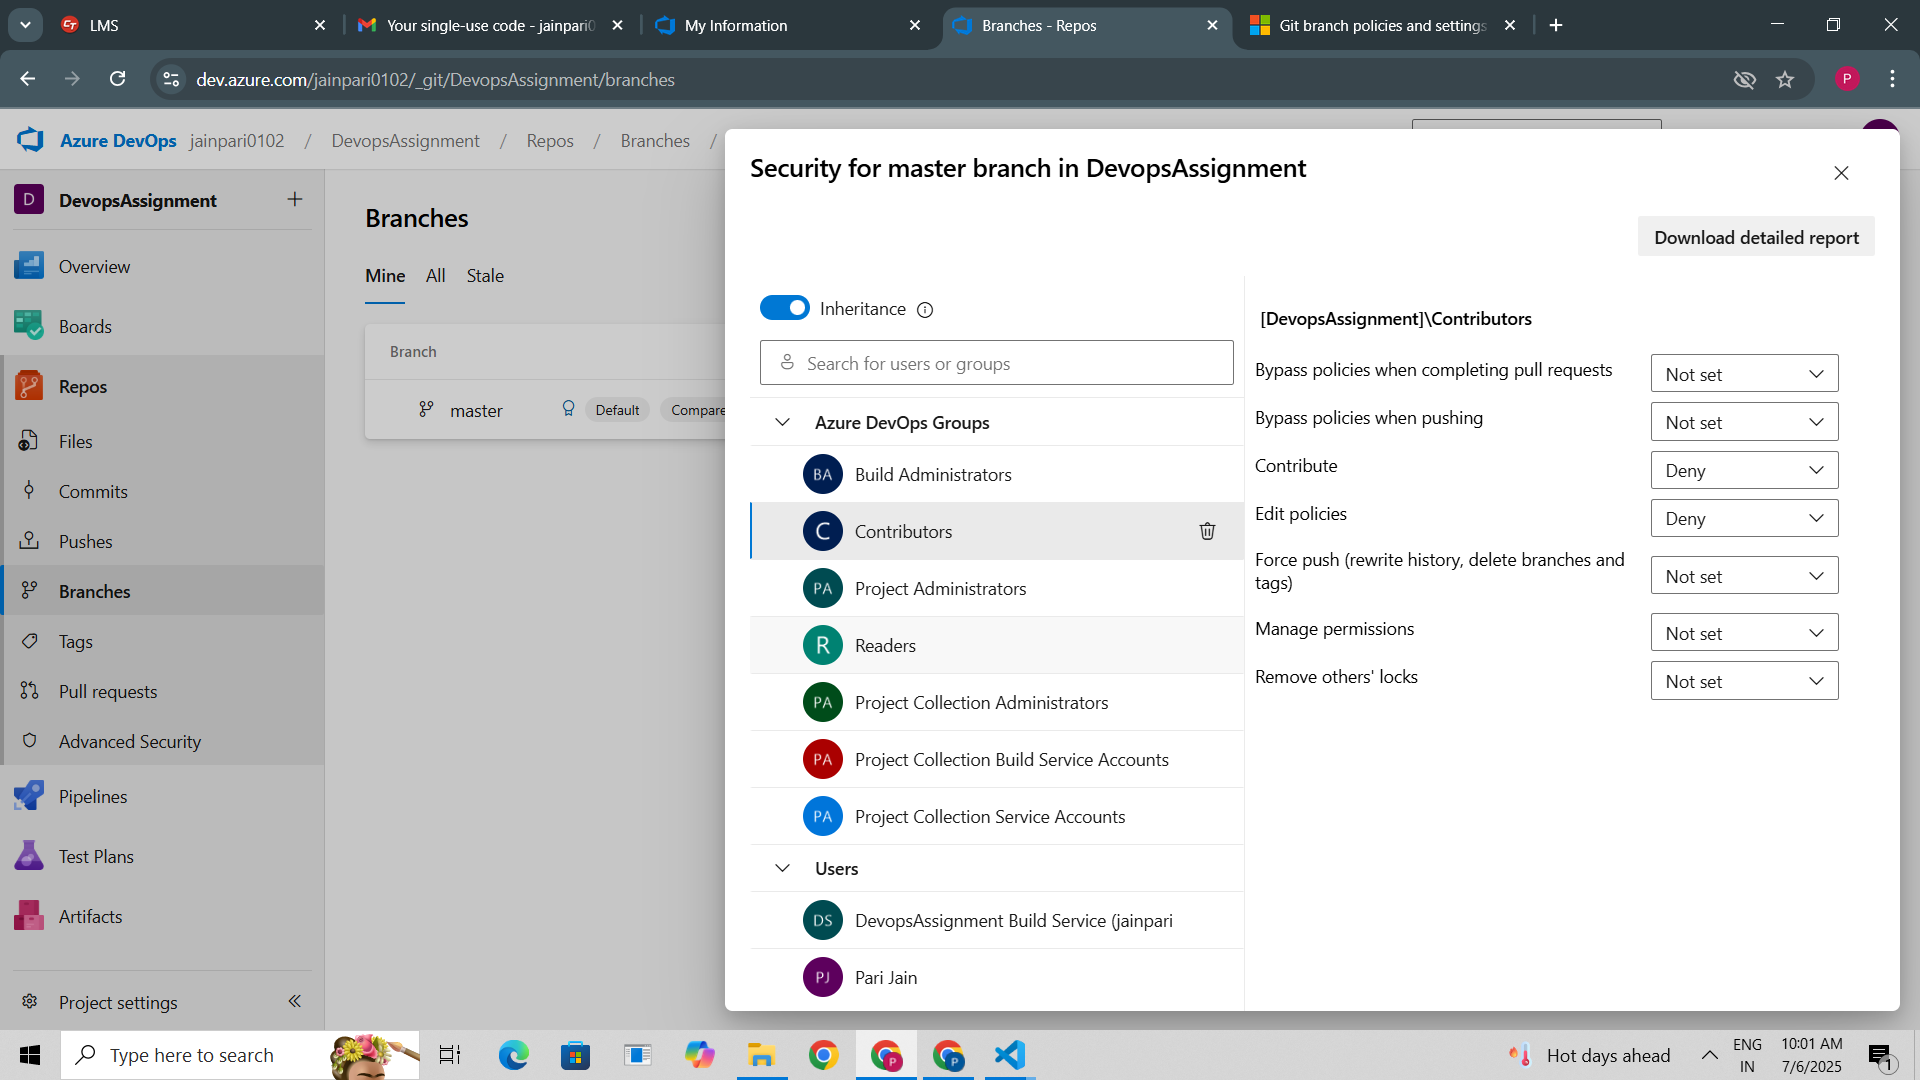 LMS
Your single-use code - jainpari0
My Information
Branches - Repos
Git branch policies and settings
dev.azure.com/jainpari0102/_git/DevopsAssignment/branches
P
Azure DevOps jainpari0102 / DevopsAssignment / Repos / Branches /
D DevopsAssignment
Overview
Boards
Repos
Files
Commits
Pushes
Branches
Tags
Pull requests
Advanced Security
Pipelines
Test Plans
Artifacts
Project settings
Branches
Mine All Stale
Branch
master Default Compare
Security for master branch in DevopsAssignment
Download detailed report
Inheritance
Search for users or groups
Azure DevOps Groups
BA Build Administrators
C Contributors
PA Project Administrators
R Readers
PA Project Collection Administrators
PA Project Collection Build Service Accounts
PA Project Collection Service Accounts
Users
DS DevopsAssignment Build Service (jainpari
PJ Pari Jain
[DevopsAssignment]\Contributors
Bypass policies when completing pull requests Not set
Bypass policies when pushing Not set
Contribute Deny
Edit policies Deny
Force push (rewrite history, delete branches and
tags) Not set
Manage permissions Not set
Remove others' locks Not set
Type here to search
Hot days ahead
ENG
IN
10:01 AM
7/6/2025
1